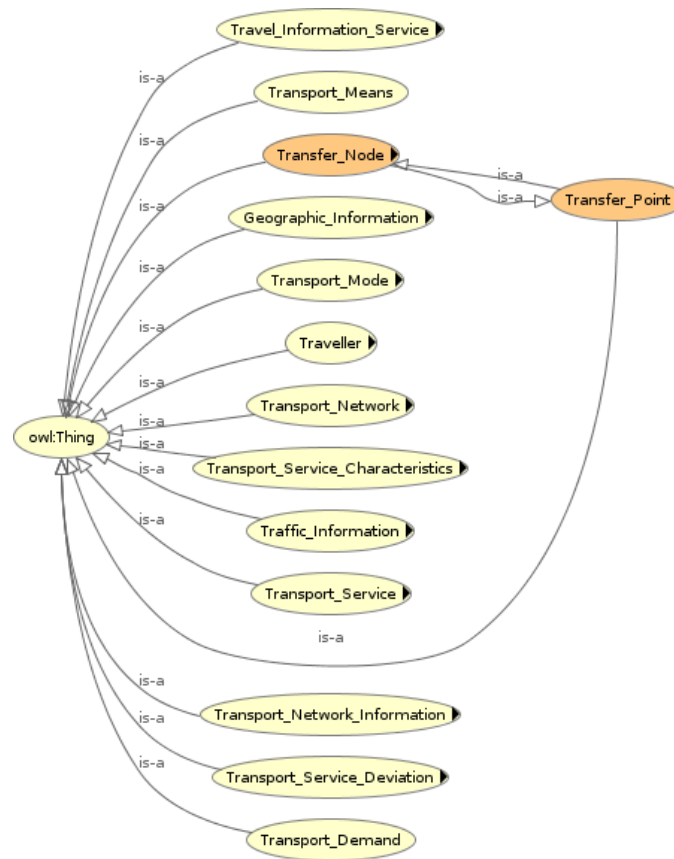 Travel_Information_Service
is-a
Transport_Means
is-a
Transfer_Node
is-a
is-a
Transfer_Point
is-a
is-a
Geographic_Information
is-a
Transport_Mode
is-a
Traveller
is-a
Transport_Network
is-a
owl:Thing
is-a
Transport_Service_Characteristics
is-a
Traffic_Information
is-a
Transport_Service
is-a
is-a
Transport_Network_Information
is-a
Transport_Service_Deviation
is-a
Transport_Demand